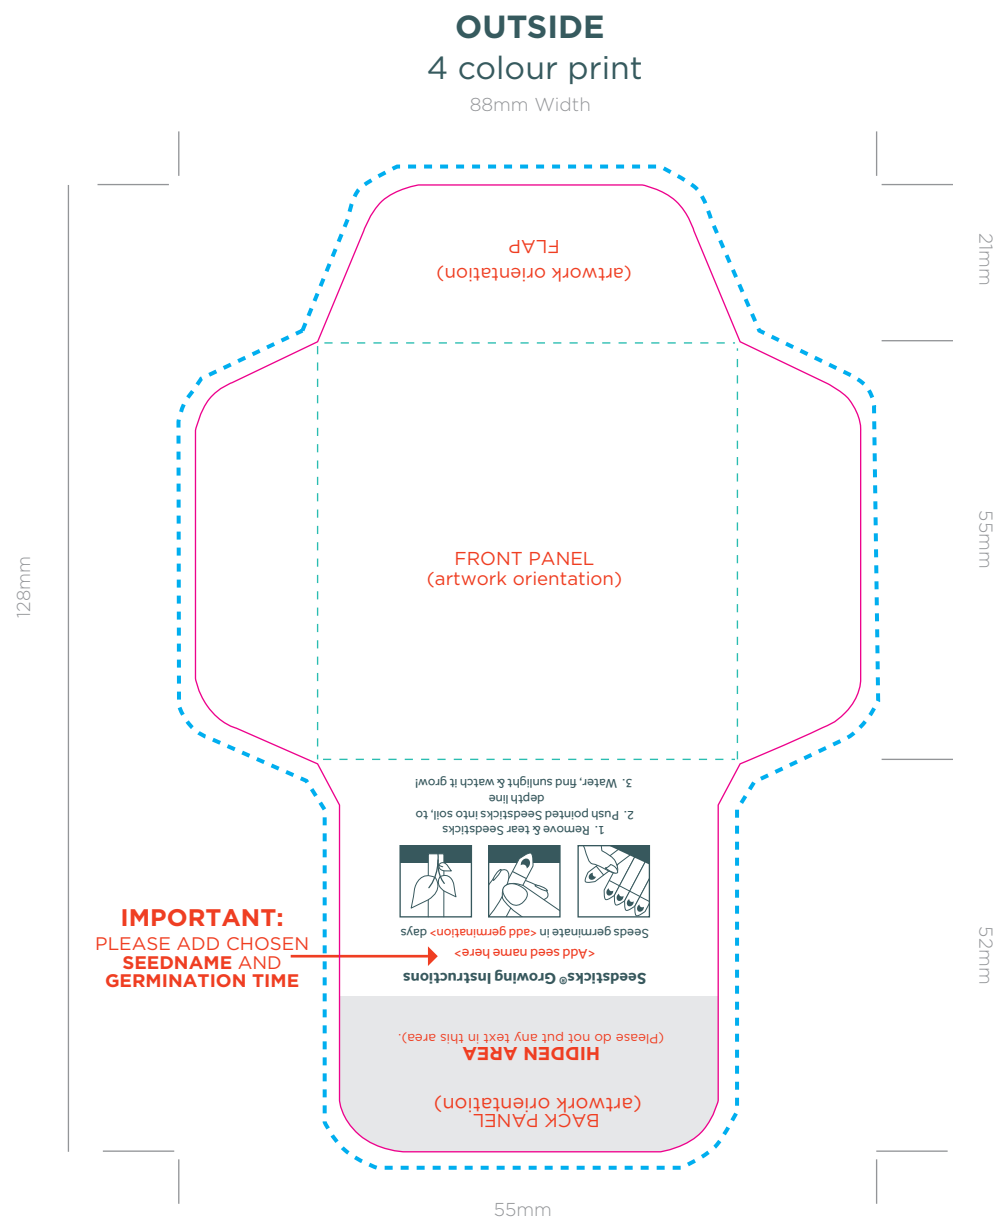 OUTSIDE
4 colour print
88mm Width
21mm
FLAP
(artwork orientation)
55mm
128mm
FRONT PANEL
(artwork orientation)
BACK PANEL
(artwork orientation)
HIDDEN AREA
(Please do not put any text in this area).
Seedsticks® Growing Instructions
<Add seed name here>
Seeds germinate in <add germination> days
1. Remove & tear Seedsticks
2. Push pointed Seedsticks into soil, to
depth line
3. Water, find sunlight & watch it grow!
IMPORTANT:
PLEASE ADD CHOSEN
SEEDNAME AND
GERMINATION TIME
52mm
55mm